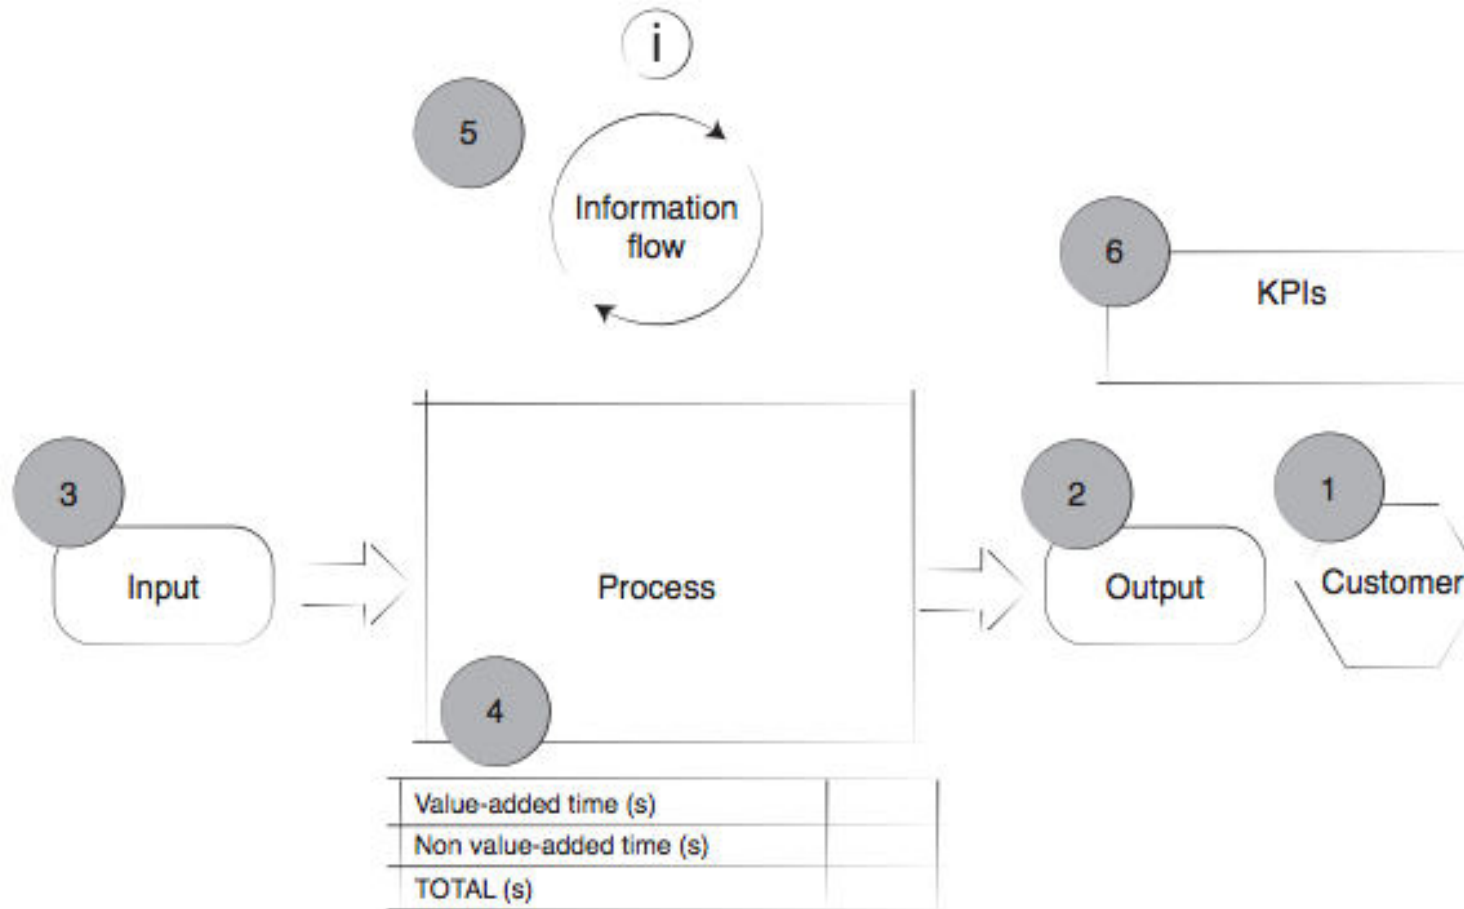 i
5
Information
flow
6
KPIs
3
2
1
Input
Process
Output
Customer
4
Value-added time (s)
Non value-added time (s)
TOTAL (s)